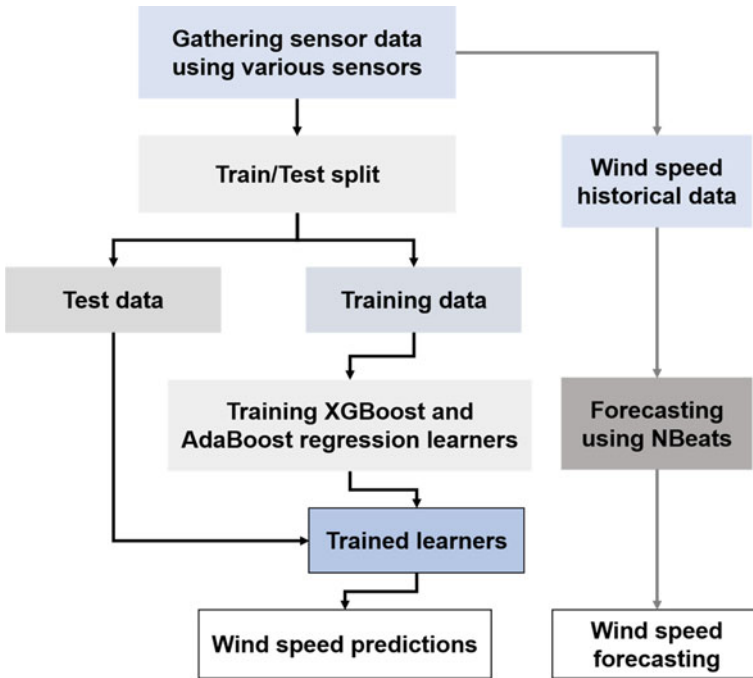 Gathering sensor data
using various sensors
Train/Test split
Wind speed
historical data
Test data
Training data
Training XGBoost and
AdaBoost regression learners
Forecasting
using NBeats
Trained learners
Wind speed predictions
Wind speed
forecasting